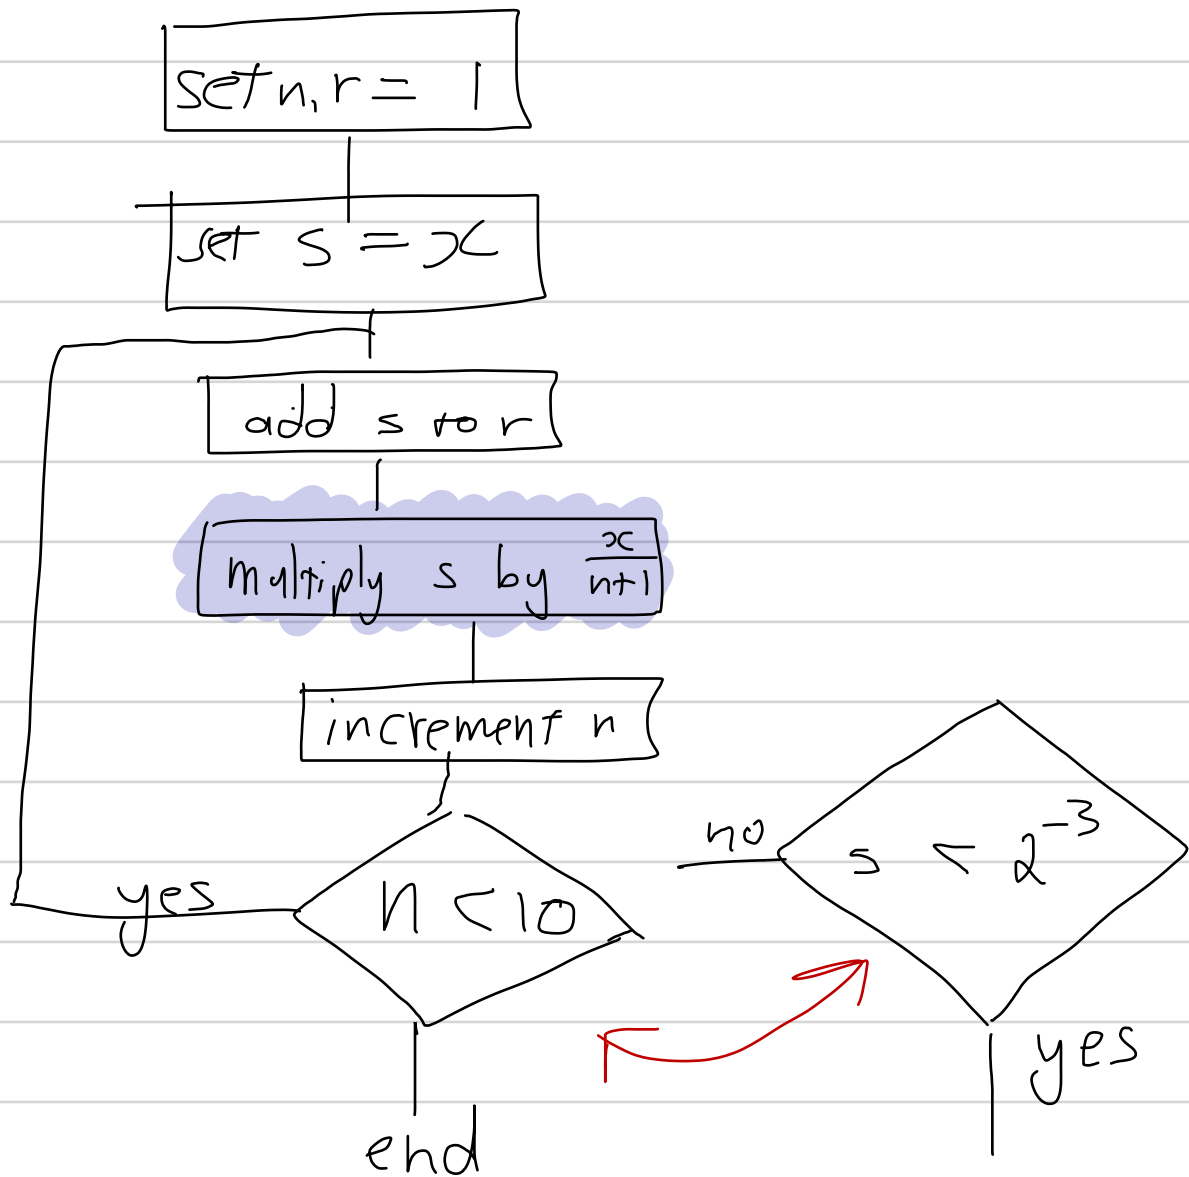 set n, r = 1
set s = x
add s to r
multiply s by x/n+1
increment n
n < 10
yes
end
no
s < 2^-3
yes